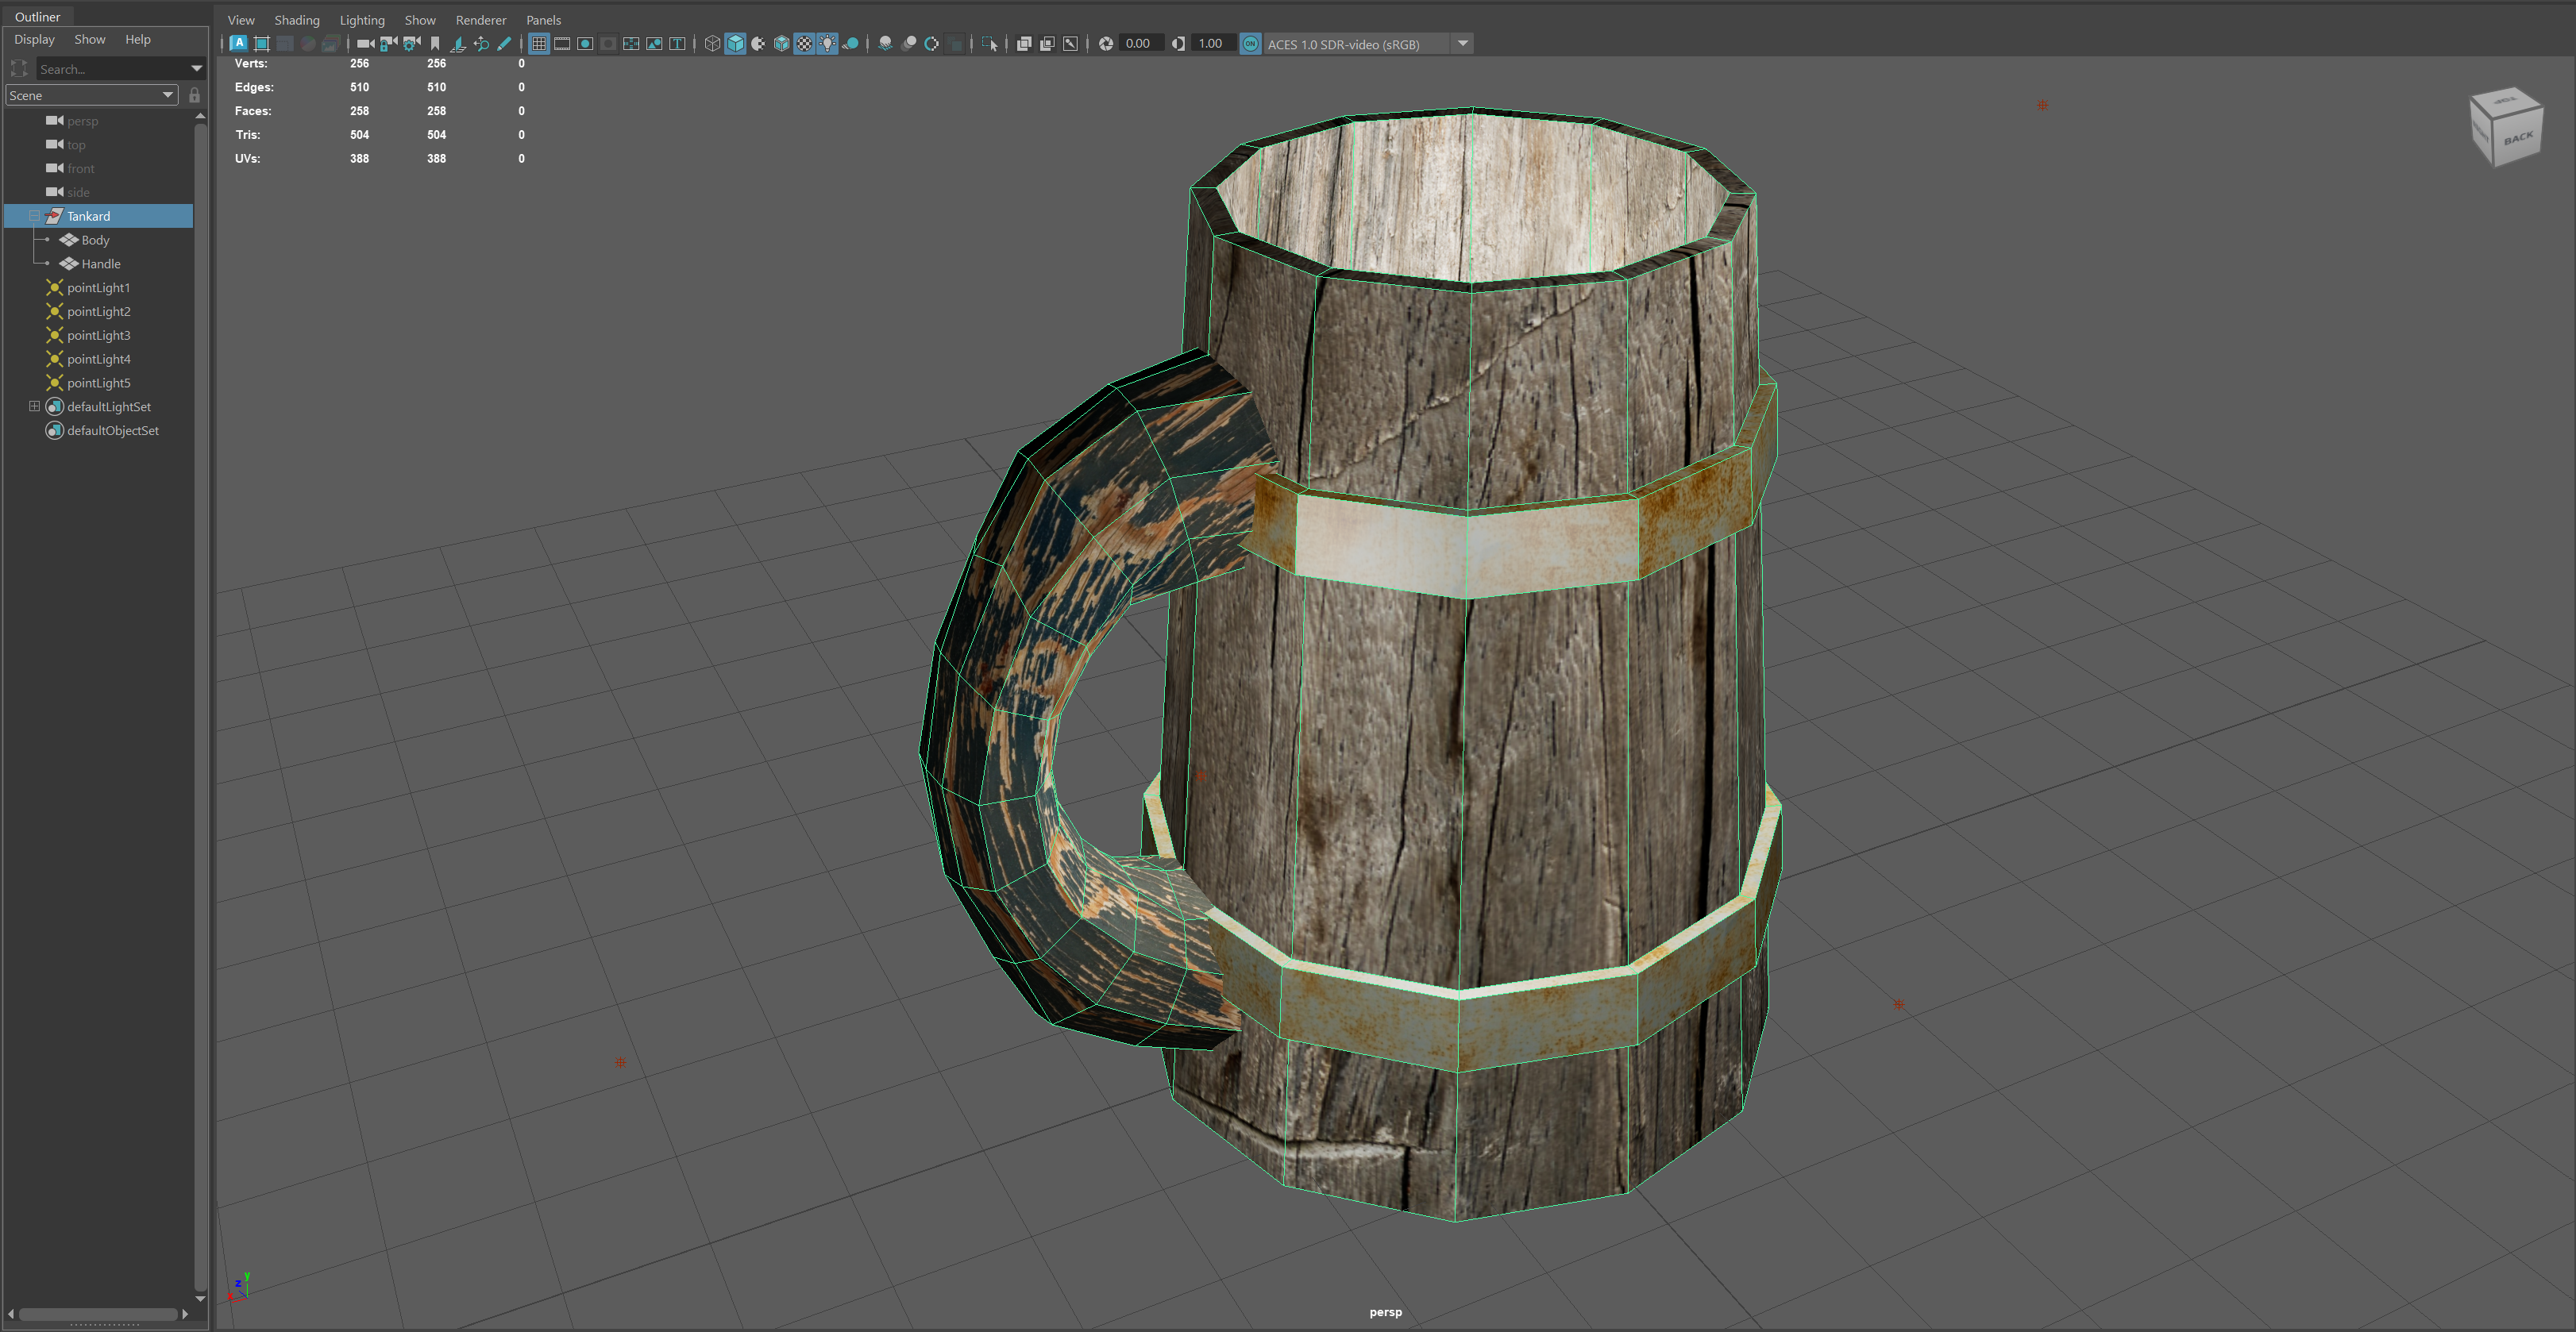 Outliner
Display Show Help
Search...
Scene
persp
top
front
side
Tankard
Body
Handle
pointLight1
pointLight2
pointLight3
pointLight4
pointLight5
defaultLightSet
defaultObjectSet
View Shading Lighting Show Renderer Panels
0.00 1.00 ON ACES 1.0 SDR-video (sRGB)
Verts: 256 256 0
Edges: 510 510 0
Faces: 258 258 0
Tris: 504 504 0
UVs: 388 388 0
TOP
BACK
y
z
x
persp